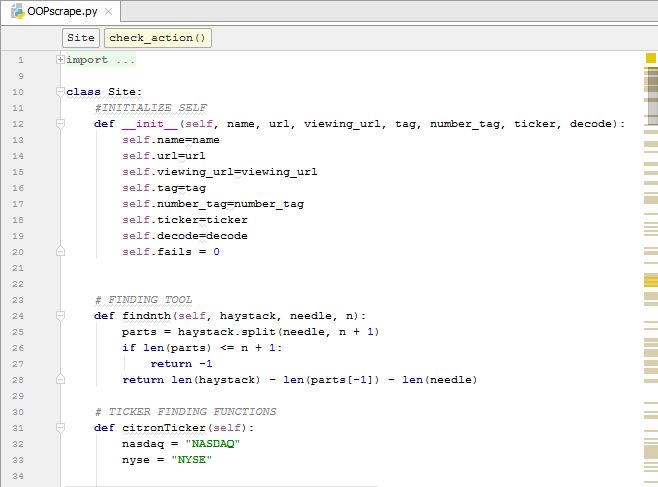 OOPscrape.py
Site check_action()
1 import ...
9
10 class Site:
11 #INITIALIZE SELF
12 def __init__(self, name, url, viewing_url, tag, number_tag, ticker, decode):
13 self.name=name
14 self.url=url
15 self.viewing_url=viewing_url
16 self.tag=tag
17 self.number_tag=number_tag
18 self.ticker=ticker
19 self.decode=decode
20 self.fails = 0
21
22
23 # FINDING TOOL
24 def findnth(self, haystack, needle, n):
25 parts = haystack.split(needle, n + 1)
26 if len(parts) <= n + 1:
27 return -1
28 return len(haystack) - len(parts[-1]) - len(needle)
29
30 # TICKER FINDING FUNCTIONS
31 def citronTicker(self):
32 nasdaq = "NASDAQ"
33 nyse = "NYSE"
34